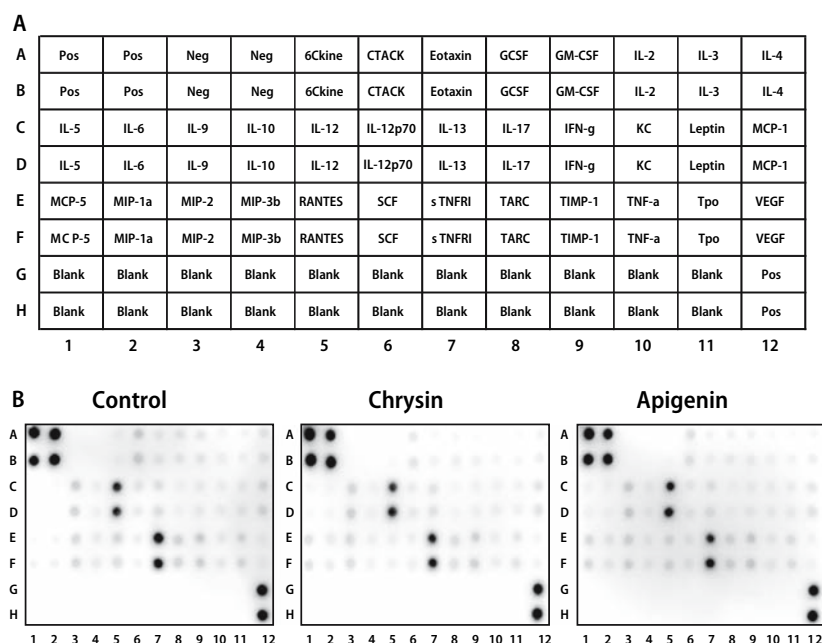 A
A Pos Pos Neg Neg 6Ckine CTACK Eotaxin GCSF GM-CSF IL-2 IL-3 IL-4
B Pos Pos Neg Neg 6Ckine CTACK Eotaxin GCSF GM-CSF IL-2 IL-3 IL-4
C IL-5 IL-6 IL-9 IL-10 IL-12 IL-12p70 IL-13 IL-17 IFN-g KC Leptin MCP-1
D IL-5 IL-6 IL-9 IL-10 IL-12 IL-12p70 IL-13 IL-17 IFN-g KC Leptin MCP-1
E MCP-5 MIP-1a MIP-2 MIP-3b RANTES SCF s TNFRI TARC TIMP-1 TNF-a Tpo VEGF
F M C P-5 MIP-1a MIP-2 MIP-3b RANTES SCF s TNFRI TARC TIMP-1 TNF-a Tpo VEGF
G Blank Blank Blank Blank Blank Blank Blank Blank Blank Blank Blank Pos
H Blank Blank Blank Blank Blank Blank Blank Blank Blank Blank Blank Pos
1 2 3 4 5 6 7 8 9 10 11 12
B Control Chrysin Apigenin
A A A
B B B
C C C
D D D
E E E
F F F
G G G
H H H
1 2 3 4 5 6 7 8 9 10 11 12 1 2 3 4 5 6 7 8 9 10 11 12 1 2 3 4 5 6 7 8 9 10 11 12